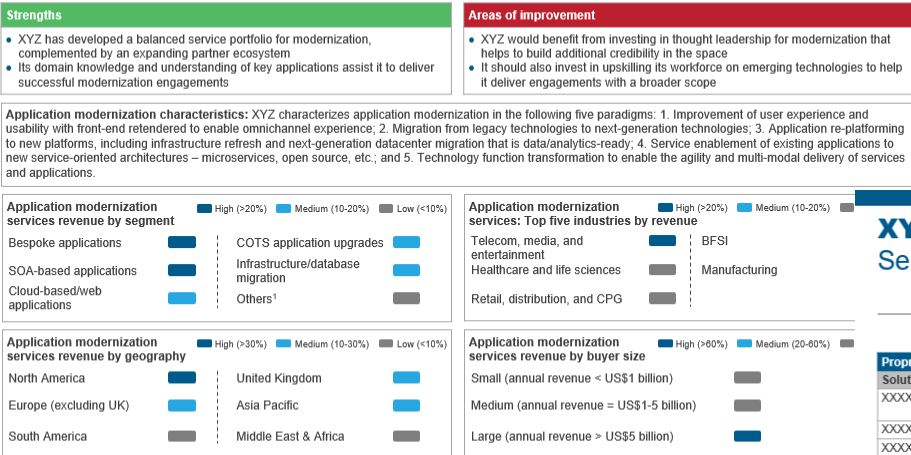 Strengths
• XYZ has developed a balanced service portfolio for modernization,
complemented by an expanding partner ecosystem
• Its domain knowledge and understanding of key applications assist it to deliver
successful modernization engagements
Areas of improvement
• XYZ would benefit from investing in thought leadership for modernization that
helps to build additional credibility in the space
• It should also invest in upskilling its workforce on emerging technologies to help
it deliver engagements with a broader scope
Application modernization characteristics: XYZ characterizes application modernization in the following five paradigms: 1. Improvement of user experience and
usability with front-end retendered to enable omnichannel experience; 2. Migration from legacy technologies to next-generation technologies; 3. Application re-platforming
to new platforms, including infrastructure refresh and next-generation datacenter migration that is data/analytics-ready; 4. Service enablement of existing applications to
new service-oriented architectures – microservices, open source, etc.; and 5. Technology function transformation to enable the agility and multi-modal delivery of services
and applications.
Application modernization
services revenue by segment
High (>20%) Medium (10-20%) Low (<10%)
Bespoke applications
SOA-based applications
Cloud-based/web
applications
COTS application upgrades
Infrastructure/database
migration
Others¹
Application modernization
services: Top five industries by revenue
High (>20%) Medium (10-20%)
Telecom, media, and
entertainment
Healthcare and life sciences
Retail, distribution, and CPG
BFSI
Manufacturing
Application modernization
services revenue by geography
High (>30%) Medium (10-30%) Low (<10%)
North America
Europe (excluding UK)
South America
United Kingdom
Asia Pacific
Middle East & Africa
Application modernization
services revenue by buyer size
High (>60%) Medium (20-60%)
Small (annual revenue < US$1 billion)
Medium (annual revenue = US$1-5 billion)
Large (annual revenue > US$5 billion)
XY
Se
Propr
Solut
XXXX
XXXX
XXXX